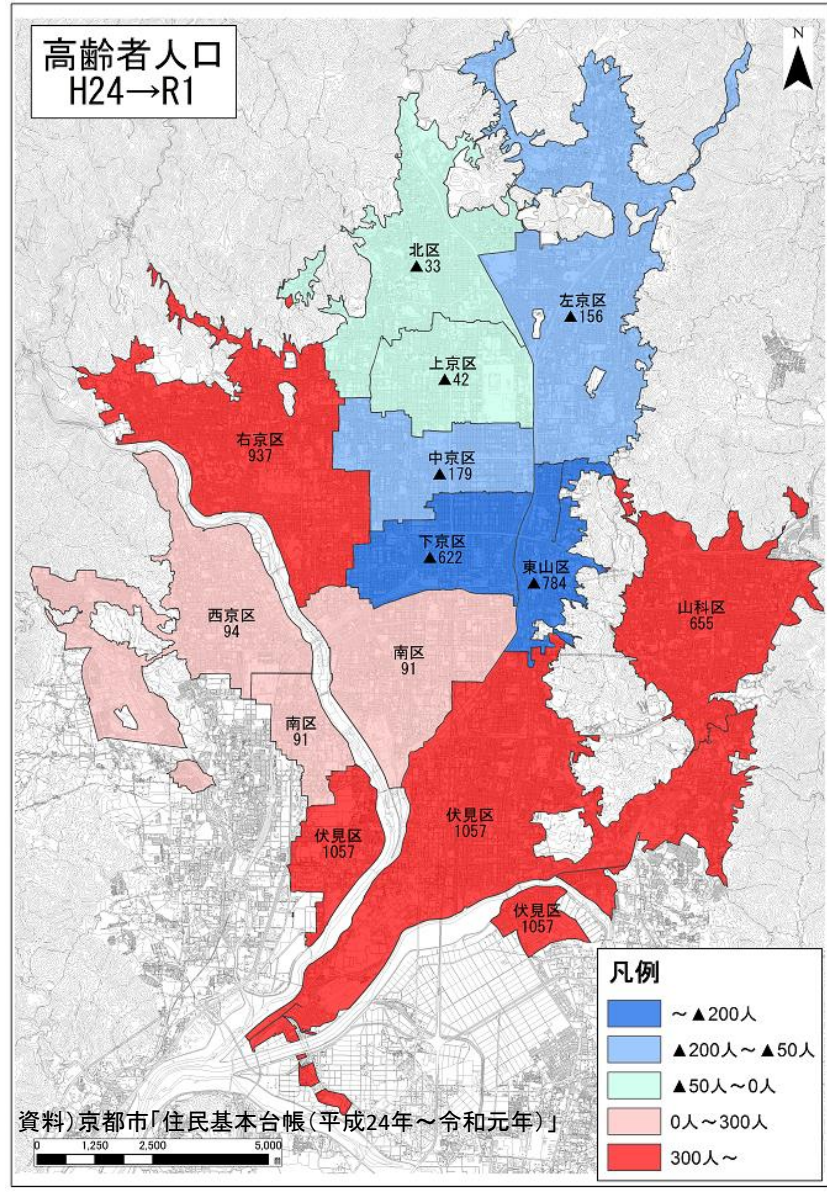 高齢者人口
H24→R1
N
北区
▲33
左京区
▲156
上京区
▲42
右京区
937
中京区
▲179
下京区
▲622
東山区
▲784
山科区
655
西京区
94
南区
91
南区
91
伏見区
1057
伏見区
1057
伏見区
1057
凡例
～▲200人
▲200人～▲50人
▲50人～0人
0人～300人
300人～
資料)京都市「住民基本台帳(平成24年～令和元年)」
0 1,250 2,500 5,000